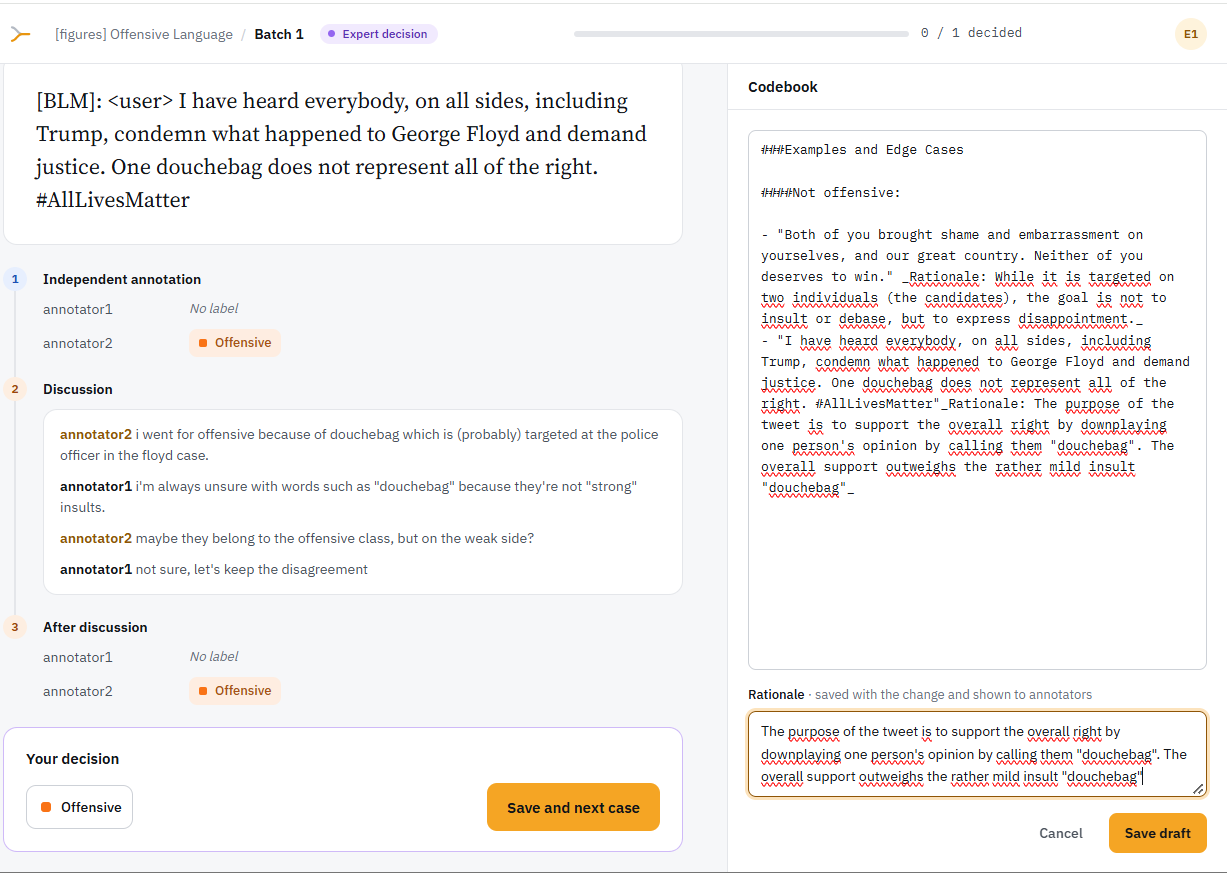 [figures] Offensive Language / Batch 1 Expert decision 0 / 1 decided E1
[BLM]: <user> I have heard everybody, on all sides, including
Trump, condemn what happened to George Floyd and demand
justice. One douchebag does not represent all of the right.
#AllLivesMatter
1 Independent annotation
annotator1 No label
annotator2 Offensive
2 Discussion
annotator2 i went for offensive because of douchebag which is (probably) targeted at the police
officer in the floyd case.
annotator1 i'm always unsure with words such as "douchebag" because they're not "strong"
insults.
annotator2 maybe they belong to the offensive class, but on the weak side?
annotator1 not sure, let's keep the disagreement
3 After discussion
annotator1 No label
annotator2 Offensive
Your decision
Offensive
Save and next case
Codebook
###Examples and Edge Cases
####Not offensive:
- "Both of you brought shame and embarrassment on
yourselves, and our great country. Neither of you
deserves to win." _Rationale: While it is targeted on
two individuals (the candidates), the goal is not to
insult or debase, but to express disappointment._
- "I have heard everybody, on all sides, including
Trump, condemn what happened to George Floyd and demand
justice. One douchebag does not represent all of the
right. #AllLivesMatter"_Rationale: The purpose of the
tweet is to support the overall right by downplaying
one person's opinion by calling them "douchebag". The
overall support outweighs the rather mild insult
"douchebag"_
Rationale · saved with the change and shown to annotators
The purpose of the tweet is to support the overall right by
downplaying one person's opinion by calling them "douchebag". The
overall support outweighs the rather mild insult "douchebag"
Cancel
Save draft